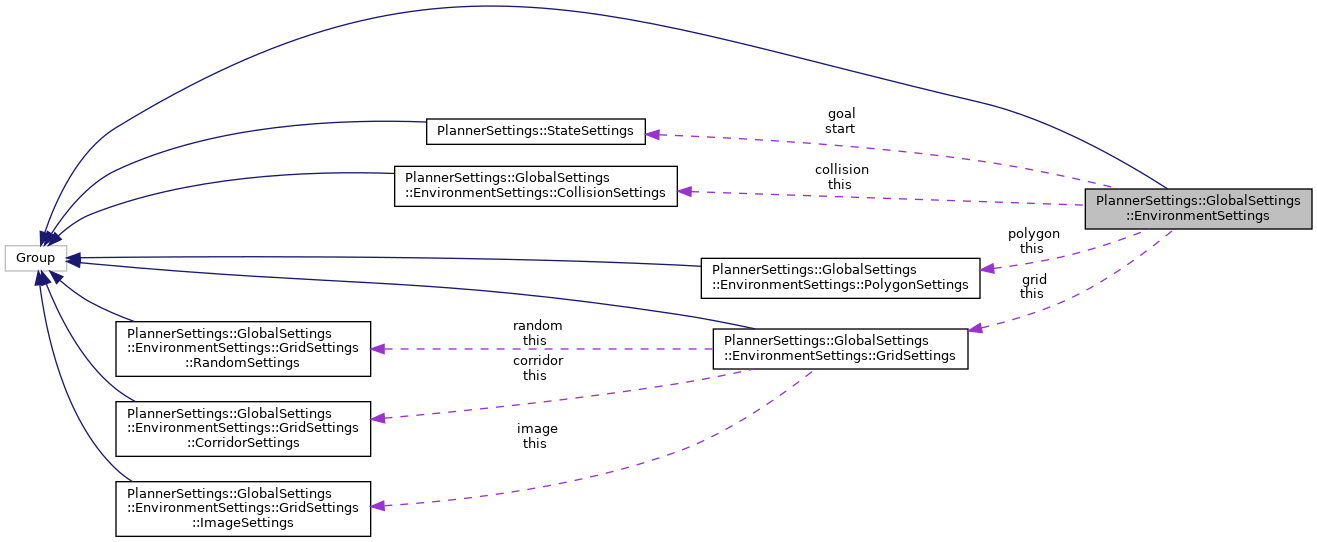 goal
start
PlannerSettings::StateSettings
collision
this
PlannerSettings::GlobalSettings
::EnvironmentSettings::CollisionSettings
PlannerSettings::GlobalSettings
::EnvironmentSettings
polygon
this
Group
PlannerSettings::GlobalSettings
::EnvironmentSettings::PolygonSettings
grid
this
random
this
PlannerSettings::GlobalSettings
::EnvironmentSettings::GridSettings
::RandomSettings
PlannerSettings::GlobalSettings
::EnvironmentSettings::GridSettings
corridor
this
PlannerSettings::GlobalSettings
::EnvironmentSettings::GridSettings
::CorridorSettings
image
this
PlannerSettings::GlobalSettings
::EnvironmentSettings::GridSettings
::ImageSettings